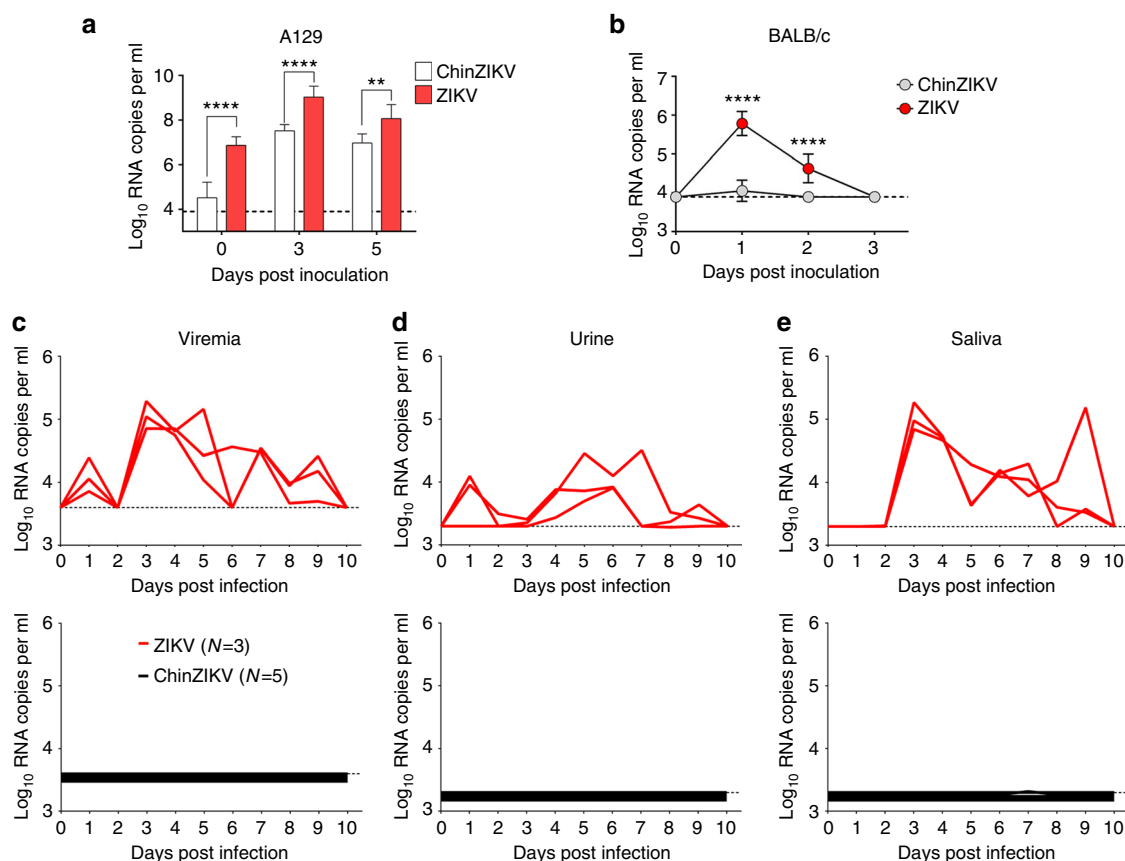 a
A129
Log10 RNA copies per ml
10
8
6
4
****
****
**
ChinZIKV
ZIKV
0 3 5
Days post inoculation
b
BALB/c
Log10 RNA copies per ml
7
6
5
4
3
****
****
ChinZIKV
ZIKV
0 1 2 3
Days post inoculation
c
Viremia
Log10 RNA copies per ml
6
5
4
3
0 1 2 3 4 5 6 7 8 9 10
Days post infection
d
Urine
Log10 RNA copies per ml
6
5
4
3
0 1 2 3 4 5 6 7 8 9 10
Days post infection
e
Saliva
Log10 RNA copies per ml
6
5
4
3
0 1 2 3 4 5 6 7 8 9 10
Days post infection
Log10 RNA copies per ml
6
5
4
3
ZIKV (N=3)
ChinZIKV (N=5)
0 1 2 3 4 5 6 7 8 9 10
Days post infection
Log10 RNA copies per ml
6
5
4
3
0 1 2 3 4 5 6 7 8 9 10
Days post infection
Log10 RNA copies per ml
6
5
4
3
0 1 2 3 4 5 6 7 8 9 10
Days post infection